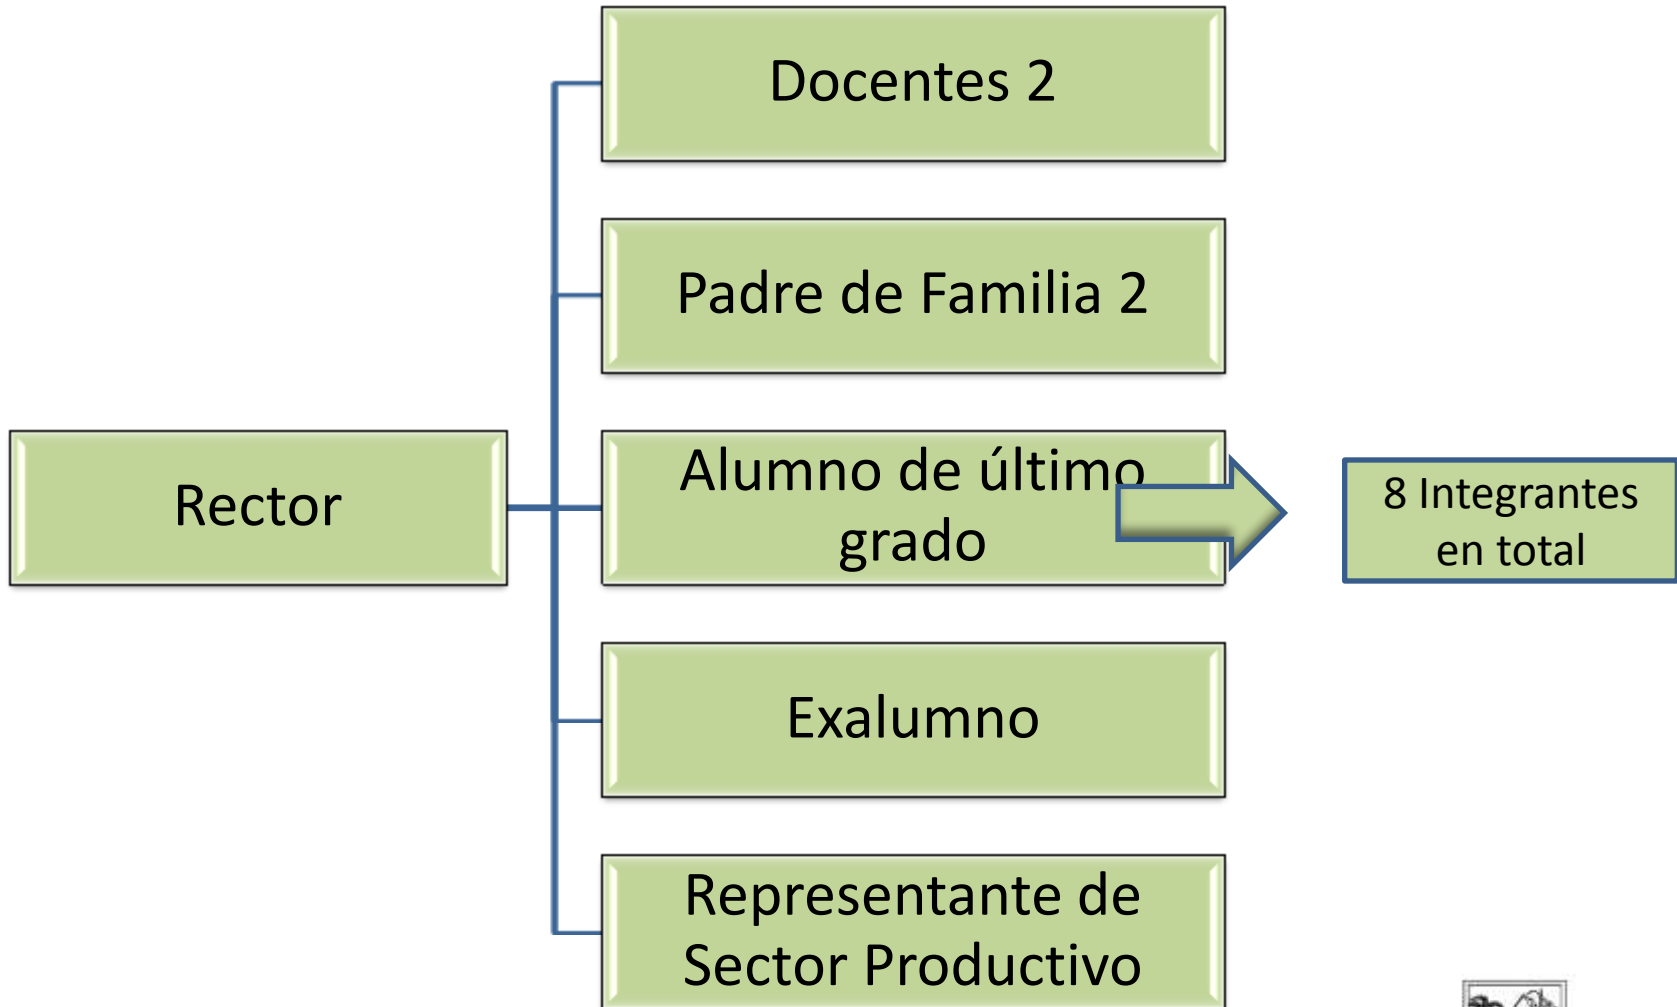 Docentes 2
Padre de Familia 2
Rector
Alumno de último
grado
8 Integrantes
en total
Exalumno
Representante de
Sector Productivo